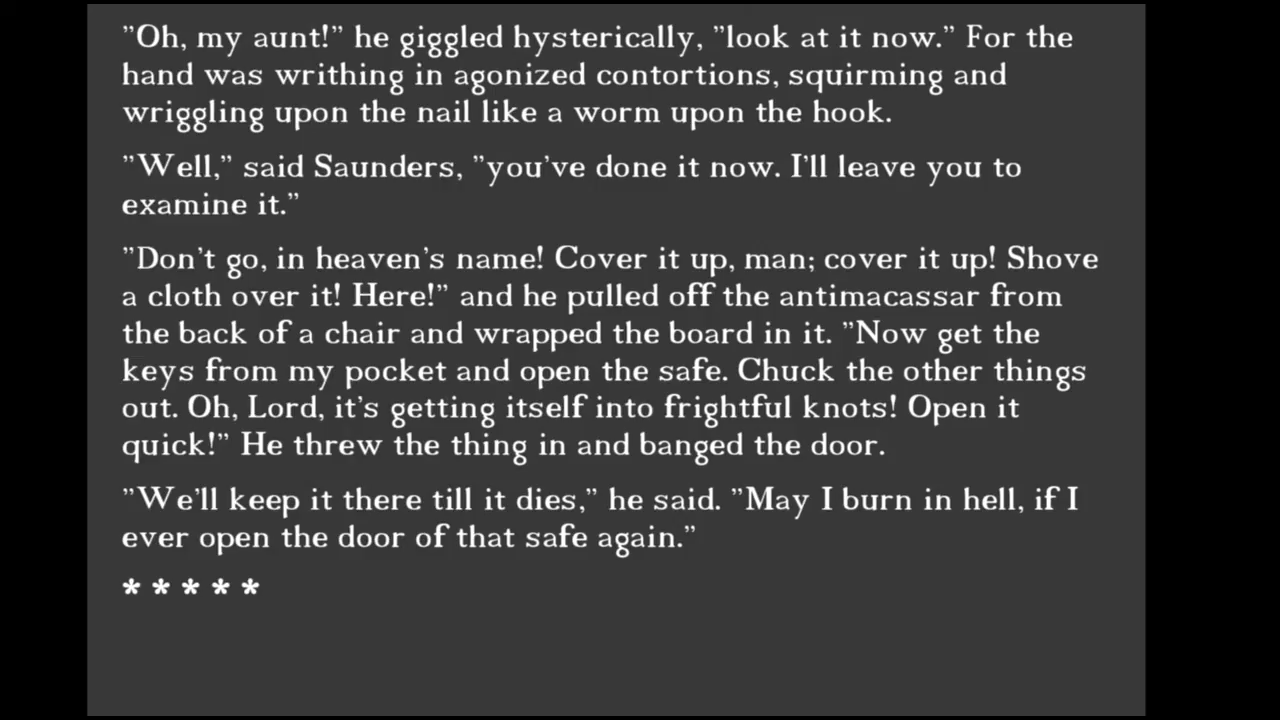 "Oh, my aunt!" he giggled hysterically, "look at it now." For the
hand was writhing in agonized contortions, squirming and
wriggling upon the nail like a worm upon the hook.
"Well," said Saunders, "you've done it now. I'll leave you to
examine it."
"Don't go, in heaven's name! Cover it up, man; cover it up! Shove
a cloth over it! Here!" and he pulled off the antimacassar from
the back of a chair and wrapped the board in it. "Now get the
keys from my pocket and open the safe. Chuck the other things
out. Oh, Lord, it's getting itself into frightful knots! Open it
quick!" He threw the thing in and banged the door.
"We'll keep it there till it dies," he said. "May I burn in hell, if I
ever open the door of that safe again."
* * * * *